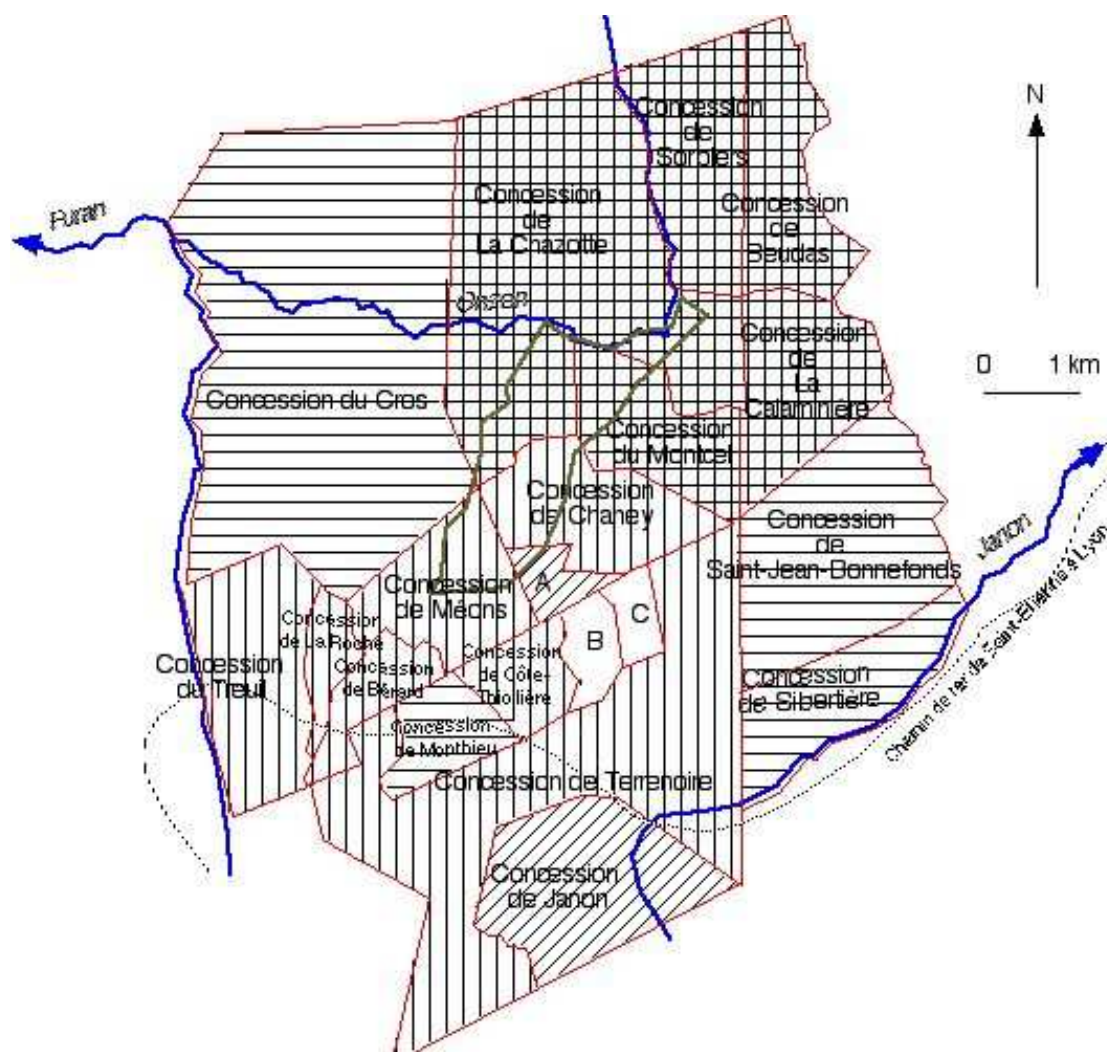 Concession
de
Sorbiers
N
Furan
Concession
de
La Chazotte
Concession
de
Beudas
Onzon
Concession
de
La
Calaminière
0 1 km
Concession du Cros
Concession
du Montcel
Concession
de Chaney
Concession
de
Saint-Jean-Bonnefonds
Janon
Chemin de fer de Saint-Etienne à Lyon
A
Concession
de Méons
B
C
Concession
de La Roche
Concession
du Treuil
Concession
de Bérard
Concession
de Côte-
Thiollière
Concession
de Sibertière
Concession
de Monthieu
Concession de Terrenoire
Concession
de Janon